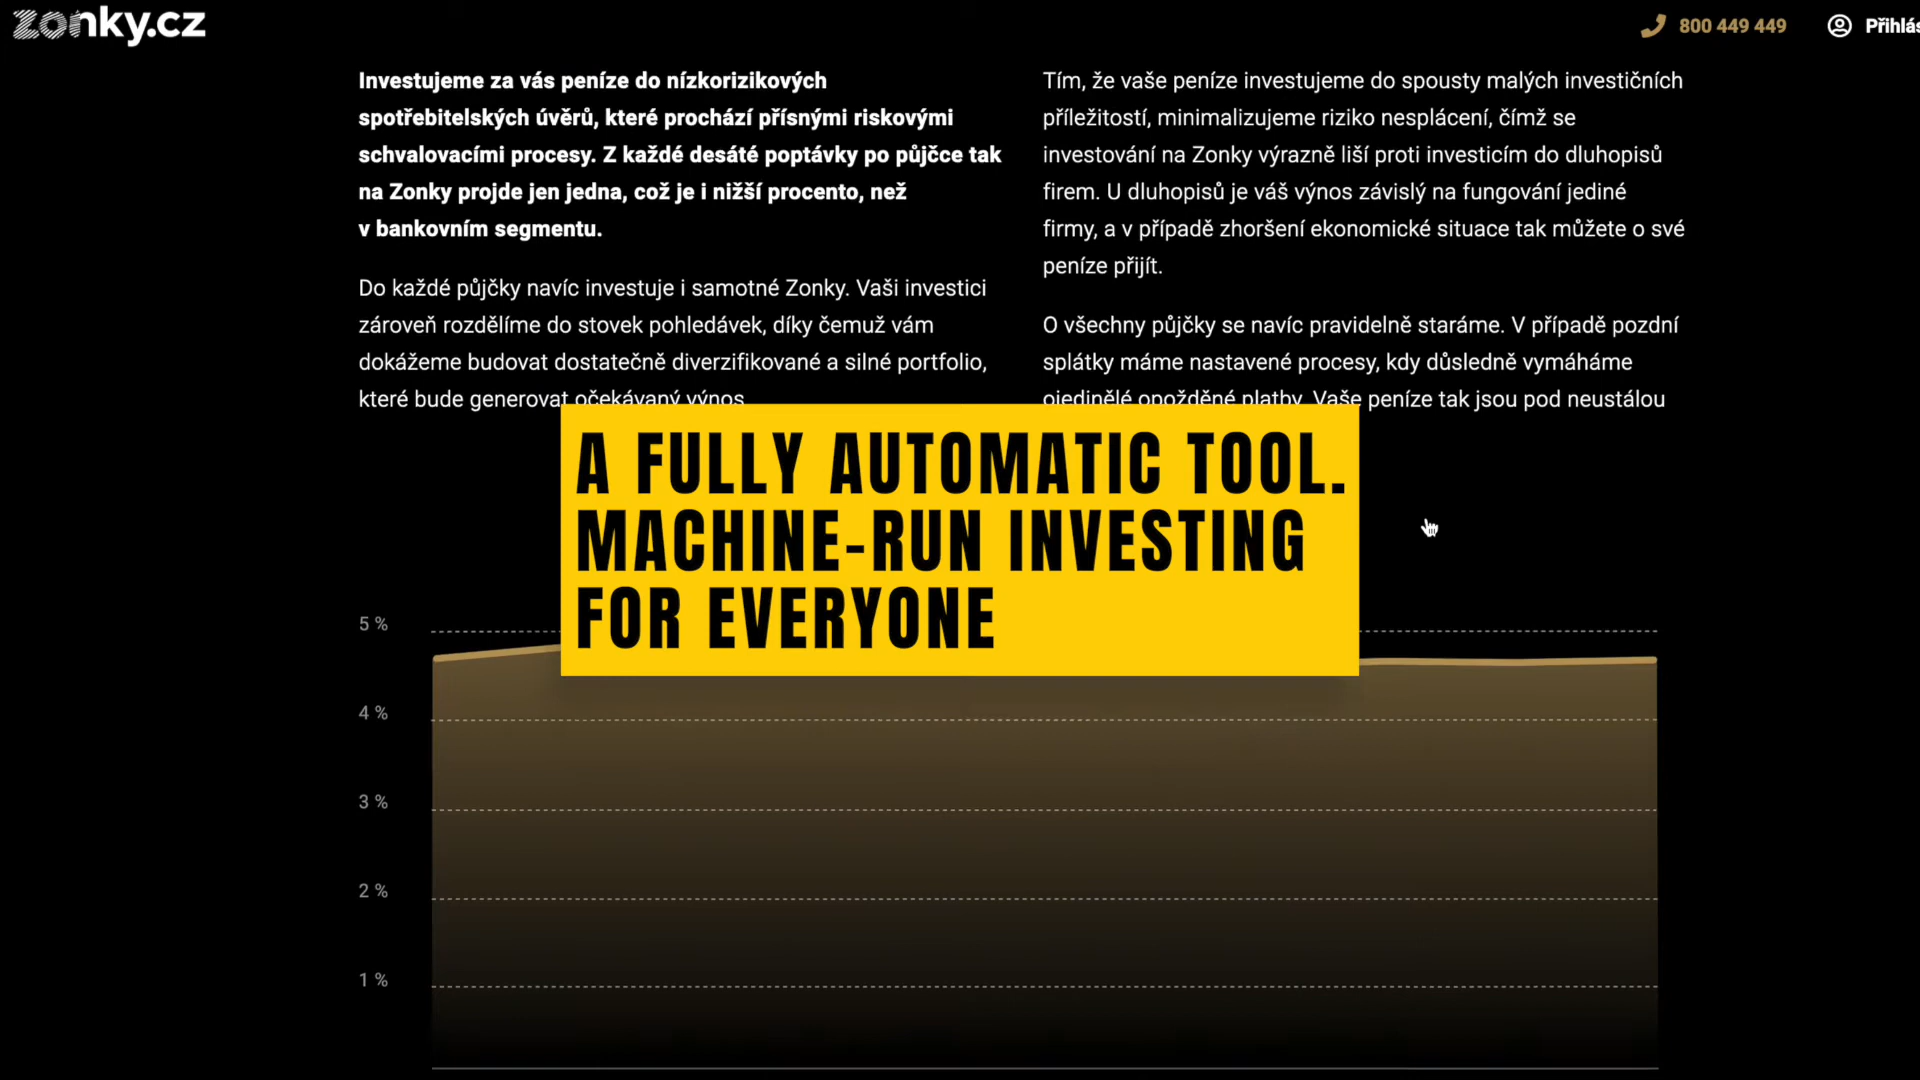 zonky.cz
800 449 449
Investujeme za vás peníze do nízkorizikových
spotřebitelských úvěrů, které prochází přísnými riskovými
schvalovacími procesy. Z každé desáté poptávky po půjčce tak
na Zonky projde jen jedna, což je i nižší procento, než
v bankovním segmentu.
Do každé půjčky navíc investuje i samotné Zonky. Vaši investici
zároveň rozdělíme do stovek pohledávek, díky čemuž vám
dokážeme budovat dostatečně diverzifikované a silné portfolio,
které bude generovat očekávaný výnos
Tím, že vaše peníze investujeme do spousty malých investičních
příležitostí, minimalizujeme riziko nesplácení, čímž se
investování na Zonky výrazně liší proti investicím do dluhopisů
firem. U dluhopisů je váš výnos závislý na fungování jediné
firmy, a v případě zhoršení ekonomické situace tak můžete o své
peníze přijít.
O všechny půjčky se navíc pravidelně staráme. V případě pozdní
splátky máme nastavené procesy, kdy důsledně vymáháme
ojedinělé opožděné platby. Vaše peníze tak jsou pod neustálou
A FULLY AUTOMATIC TOOL.
MACHINE-RUN INVESTING
FOR EVERYONE
5 %
4 %
3 %
2 %
1 %